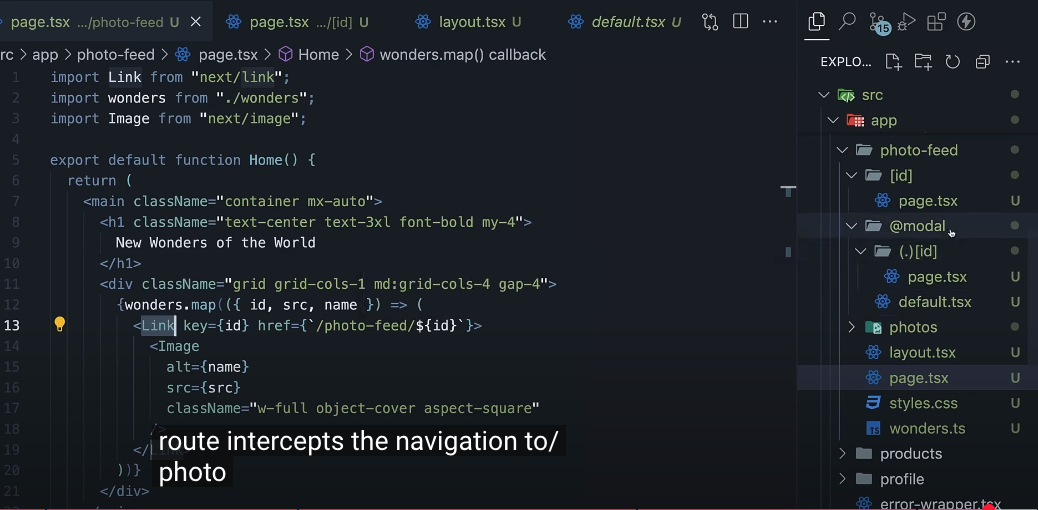 page.tsx .../photo-feed U
page.tsx .../[id] U
layout.tsx U
default.tsx U
rc > app > photo-feed > page.tsx > Home > wonders.map() callback
1 import Link from "next/link";
2 import wonders from "./wonders";
3 import Image from "next/image";
4
5 export default function Home() {
6 return (
7 <main className="container mx-auto">
8 <h1 className="text-center text-3xl font-bold my-4">
9 New Wonders of the World
10 </h1>
11 <div className="grid grid-cols-1 md:grid-cols-4 gap-4">
12 {wonders.map(({ id, src, name }) => (
13 <Link key={id} href={`/photo-feed/${id}`}>
14 <Image
15 alt={name}
16 src={src}
17 className="w-full object-cover aspect-square"
18 />
19 </Link>
20 ))}
21 </div>
route intercepts the navigation to/
photo
15
EXPLO...
src
app
photo-feed
[id]
page.tsx U
@modal
(.)[id]
page.tsx U
default.tsx U
photos
layout.tsx U
page.tsx U
styles.css U
wonders.ts U
products
profile
error-wrapper.tsx